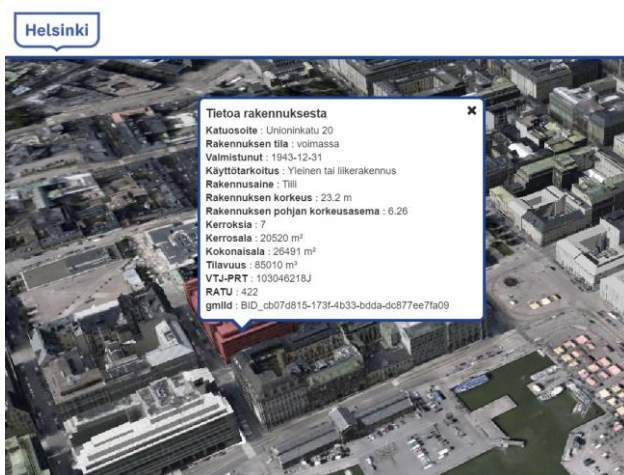 Helsinki
Tietoa rakennuksesta
Katuosoite : Unioninkatu 20
Rakennuksen tila : voimassa
Valmistunut : 1943-12-31
Käyttötarkoitus : Yleinen tai liikerakennus
Rakennusaine : Tiili
Rakennuksen korkeus : 23.2 m
Rakennuksen pohjan korkeusasema : 6.26
Kerroksia : 7
Kerrosala : 20520 m²
Kokonaisala : 26491 m²
Tilavuus : 85010 m³
VTJ-PRT : 103046218J
RATU : 422
gmlId : BID_cb07d815-173f-4b33-bdda-dc877ee7fa09